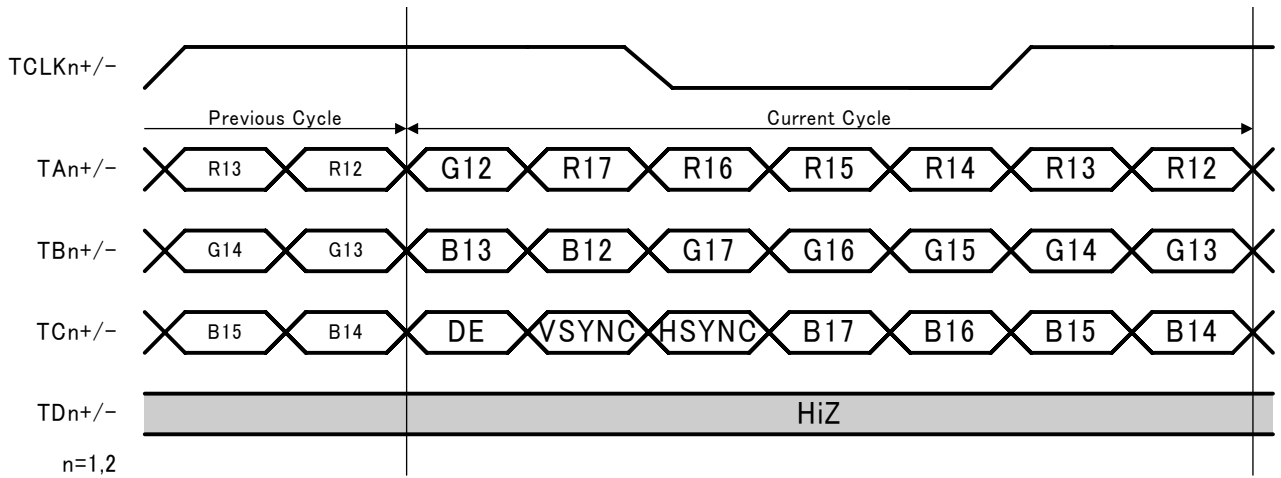 TCLKn+/-
Previous Cycle Current Cycle
TAn+/- R13 R12 G12 R17 R16 R15 R14 R13 R12
TBn+/- G14 G13 B13 B12 G17 G16 G15 G14 G13
TCn+/- B15 B14 DE VSYNC HSYNC B17 B16 B15 B14
TDn+/- HiZ
n=1,2